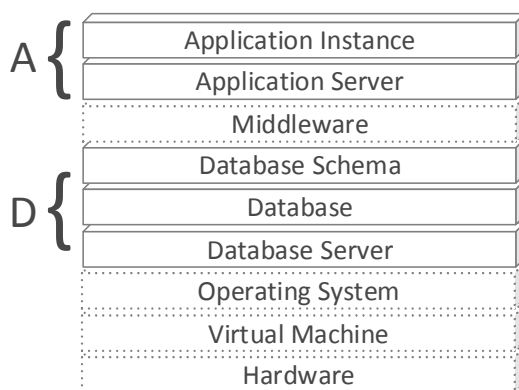 Application Instance
A {
Application Server
Middleware
Database Schema
D {
Database
Database Server
Operating System
Virtual Machine
Hardware